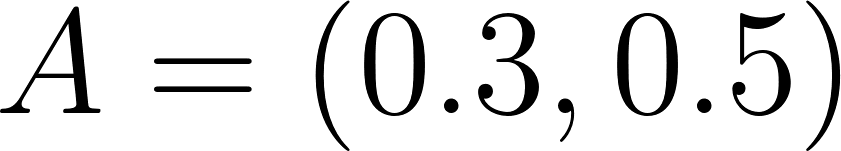 A = (0.3, 0.5)